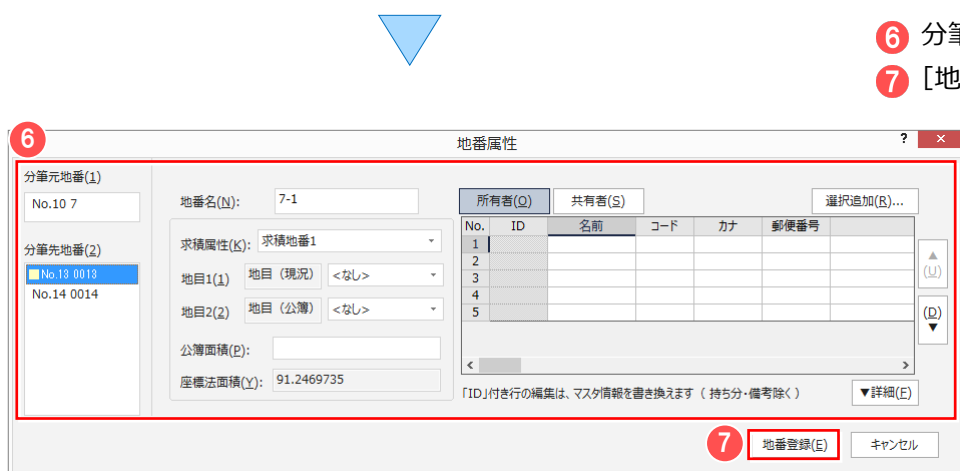 6 分筆
7 [地
6
地番属性 ? ×
分筆元地番(1)
No.10 7
分筆先地番(2)
No.13 0013
No.14 0014
地番名(N): 7-1
求積属性(K): 求積地番1
地目1(1) 地目（現況） <なし>
地目2(2) 地目（公簿） <なし>
公簿面積(P):
座標法面積(Y): 91.2469735
所有者(O) 共有者(S) 選択追加(R)...
No. ID 名前 コード カナ 郵便番号
1
2
3
4
5
▲
(U)
(D)
▼
< >
「ID」付き行の編集は、マスタ情報を書き換えます（ 持ち分・備考除く ）
▼詳細(F)
7 地番登録(E) キャンセル